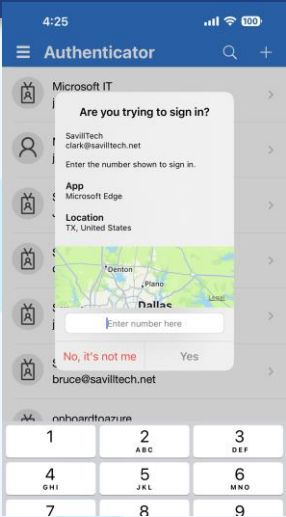 4:25
100
Authenticator
Microsoft IT
Are you trying to sign in?
SavillTech
clark@savilltech.net
Enter the number shown to sign in.
App
Microsoft Edge
Location
TX, United States
Denton
Plano
Dallas
Legal
Enter number here
No, it's not me
Yes
bruce@savilltech.net
onboardtoazure
1
2
ABC
3
DEF
4
GHI
5
JKL
6
MNO
7
8
9